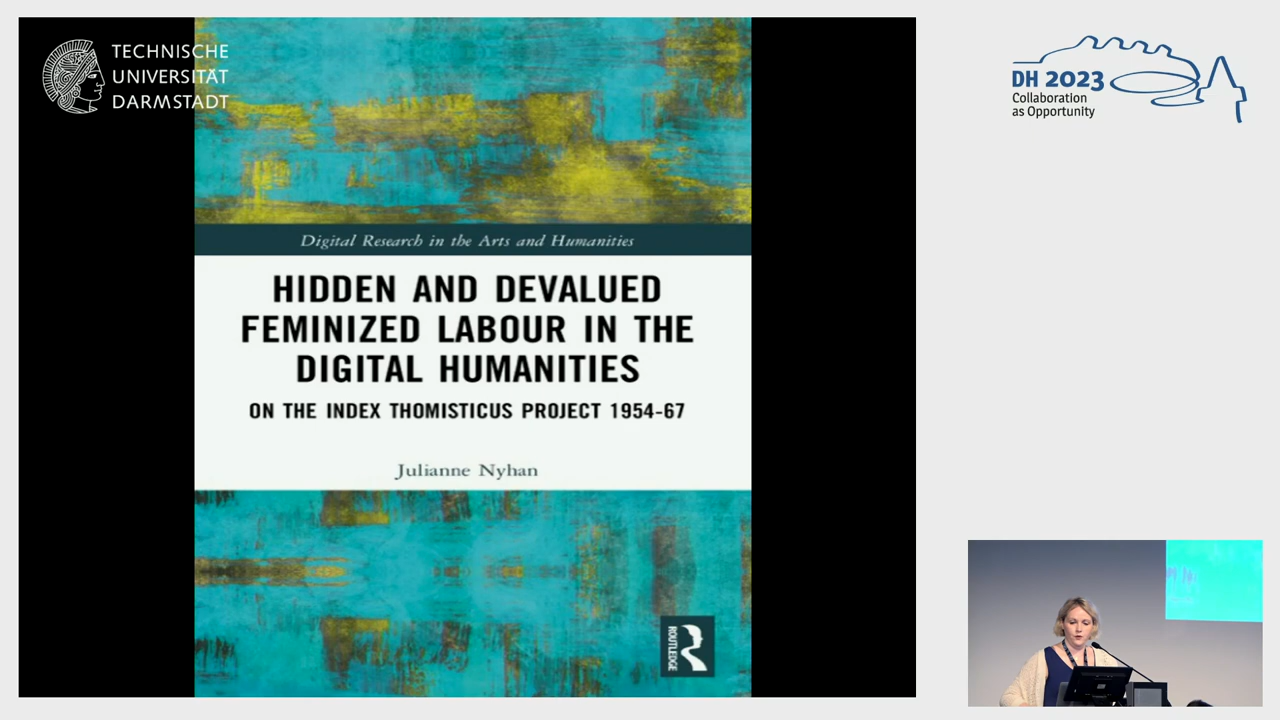 TECHNISCHE
UNIVERSITÄT
DARMSTADT
DH 2023
Collaboration
as Opportunity
Digital Research in the Arts and Humanities
HIDDEN AND DEVALUED
FEMINIZED LABOUR IN THE
DIGITAL HUMANITIES
ON THE INDEX THOMISTICUS PROJECT 1954-67
Julianne Nyhan
ROUTLEDGE